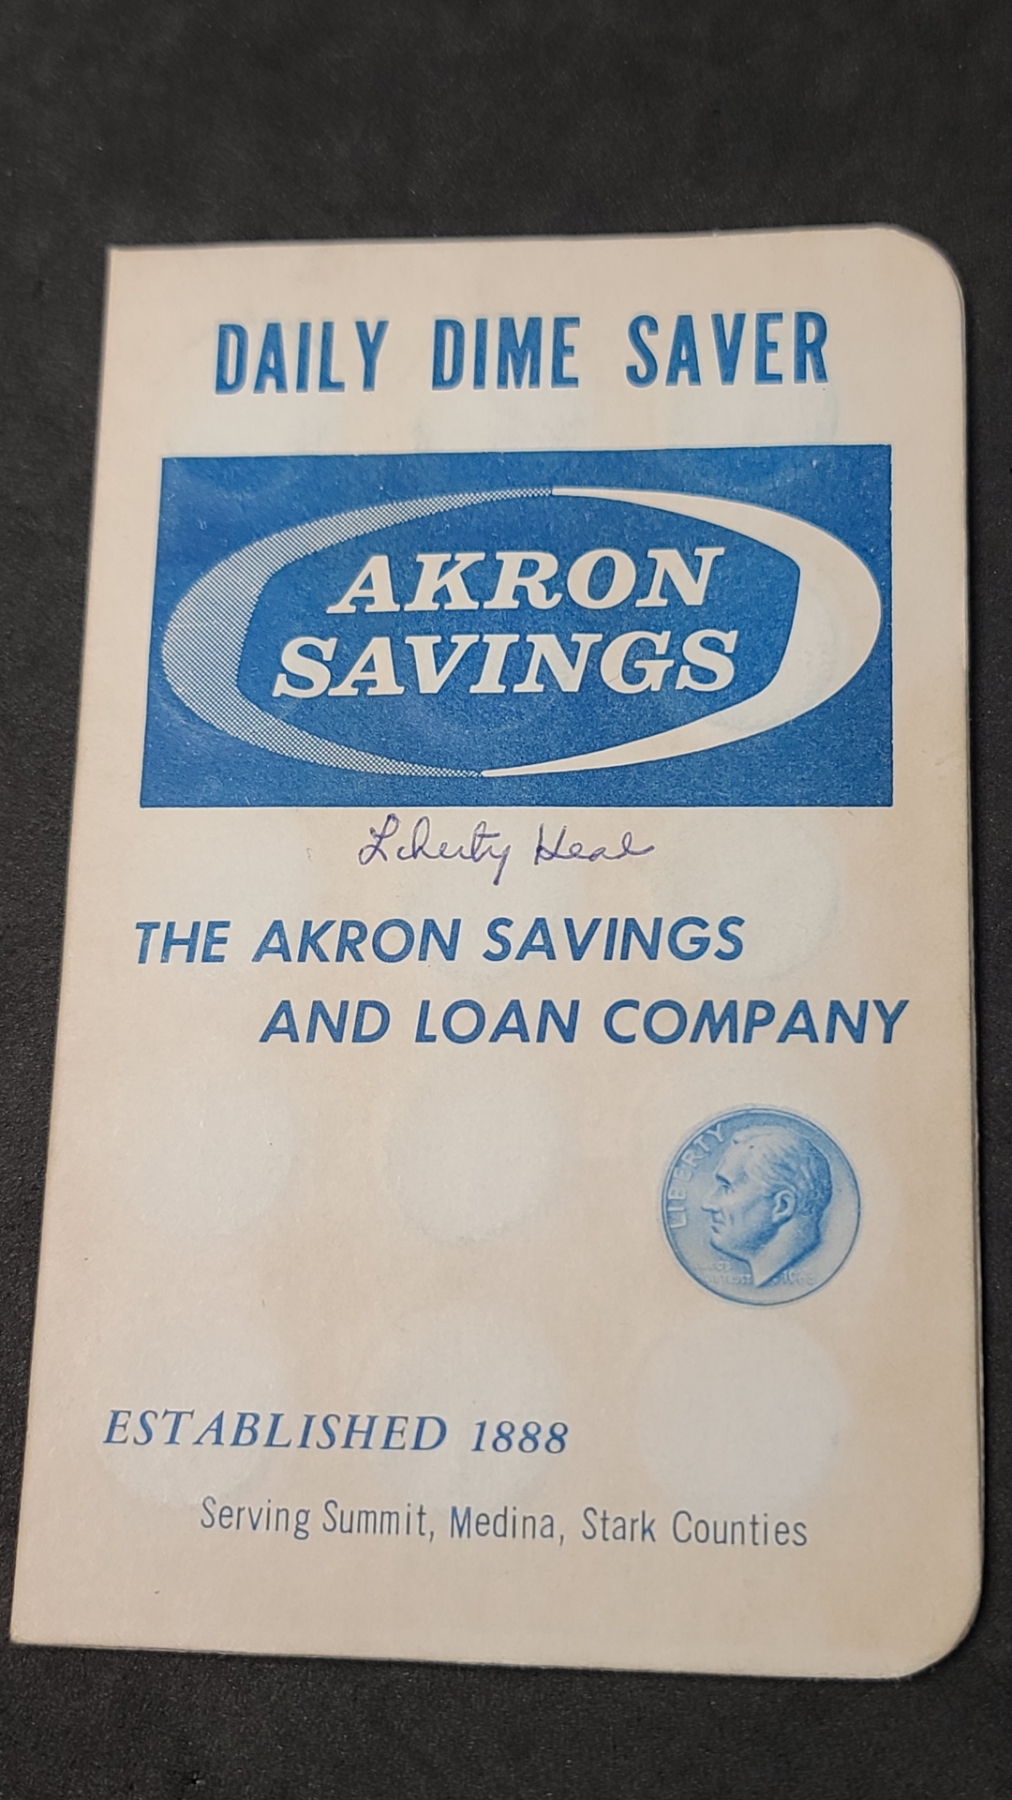 DAILY DIME SAVER
AKRON
SAVINGS
Liberty Head
THE AKRON SAVINGS
AND LOAN COMPANY
LIBERTY
ESTABLISHED 1888
Serving Summit, Medina, Stark Counties